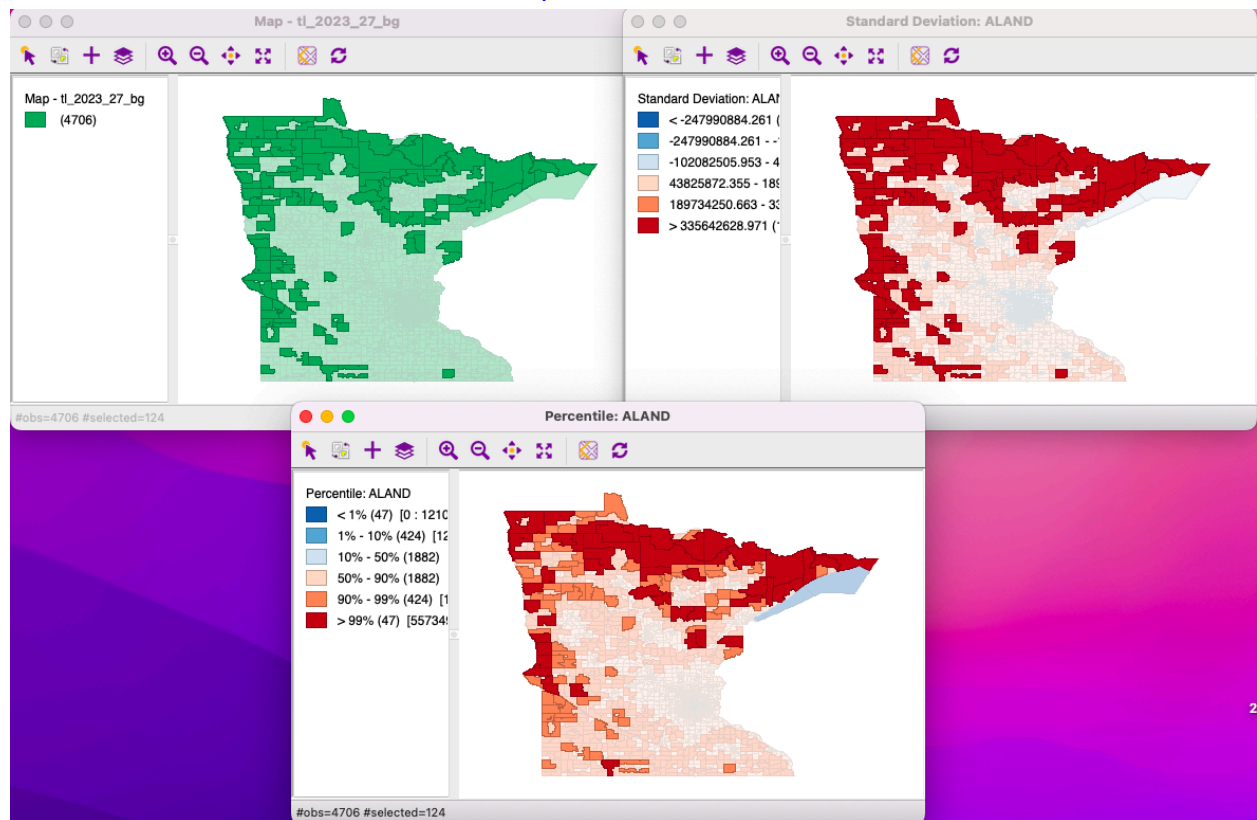 Map - tl_2023_27_bg
Map - tl_2023_27_bg
(4706)
#obs=4706 #selected=124
Standard Deviation: ALAND
Standard Deviation: ALA
< -247990884.261 (
-247990884.261 - -
-102082505.953 - 4
43825872.355 - 189
189734250.663 - 33
> 335642628.971 (
Percentile: ALAND
Percentile: ALAND
< 1% (47) [0 : 1210
1% - 10% (424) [12
10% - 50% (1882)
50% - 90% (1882)
90% - 99% (424) [1
> 99% (47) [557349
#obs=4706 #selected=124
2